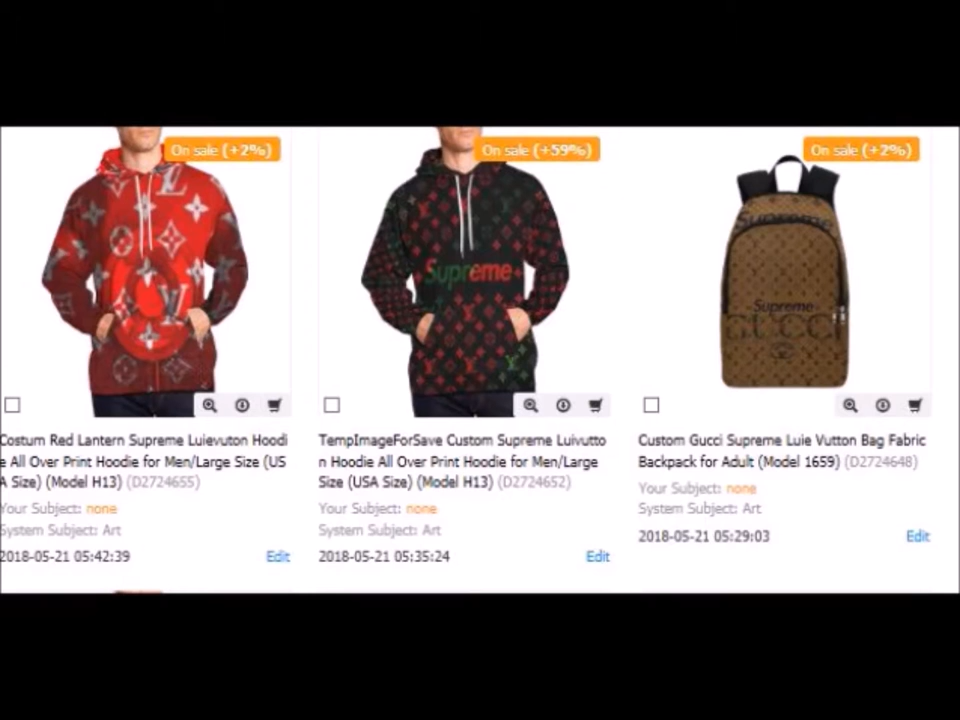 On sale (+2%)
On sale (+59%)
On sale (+2%)
Supreme
Supreme
Supreme
GUCCI
Costum Red Lantern Supreme Luievuton Hoodi
e All Over Print Hoodie for Men/Large Size (US
A Size) (Model H13) (D2724655)
Your Subject: none
System Subject: Art
2018-05-21 05:42:39
Edit
TempImageForSave Custom Supreme Luivutto
n Hoodie All Over Print Hoodie for Men/Large
Size (USA Size) (Model H13) (D2724652)
Your Subject: none
System Subject: Art
2018-05-21 05:35:24
Edit
Custom Gucci Supreme Luie Vutton Bag Fabric
Backpack for Adult (Model 1659) (D2724648)
Your Subject: none
System Subject: Art
2018-05-21 05:29:03
Edit